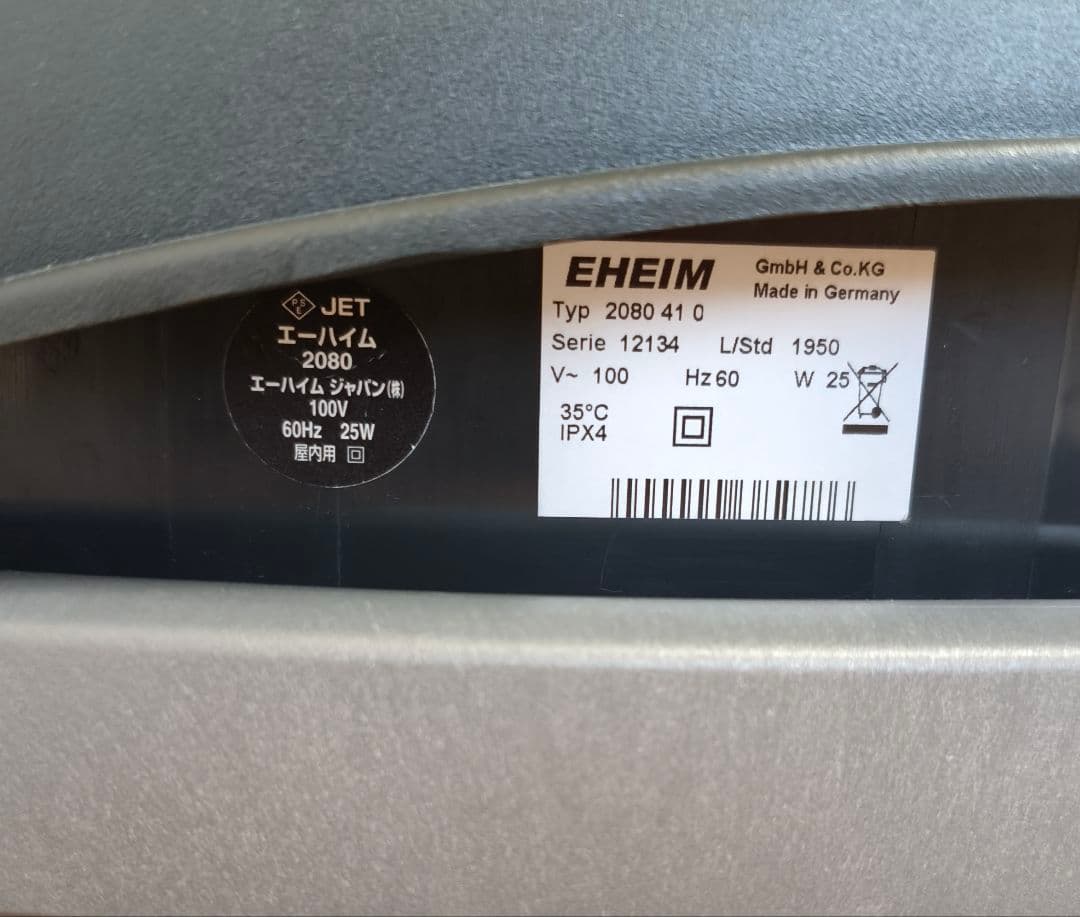 PSE JET
エーハイム
2080
エーハイム ジャパン(株)
100V
60Hz 25W
屋内用
EHEIM GmbH & Co.KG
Made in Germany
Typ 2080 41 0
Serie 12134 L/Std 1950
V~ 100 Hz 60 W 25
35°C
IPX4